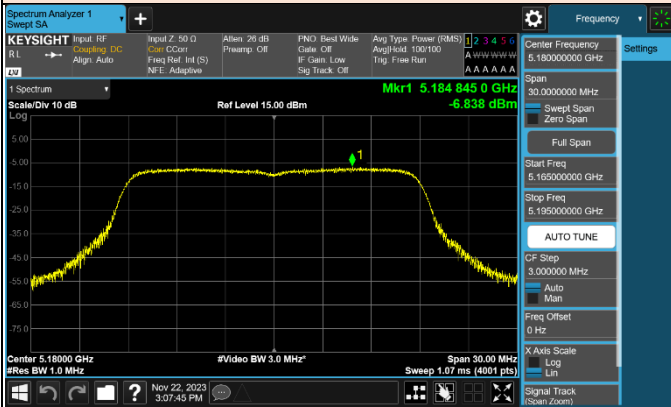 Spectrum Analyzer 1
Swept SA
+
Frequency
KEYSIGHT
RL
Input: RF
Coupling: DC
Align: Auto
Input Z: 50 Ω
Corr CCorr
Freq Ref: Int (S)
NFE: Adaptive
Atten: 26 dB
Preamp: Off
PNO: Best Wide
Gate: Off
IF Gain: Low
Sig Track: Off
Avg Type: Power (RMS)
Avg|Hold: 100/100
Trig: Free Run
1 2 3 4 5 6
A W W W W W
A A A A A A
LXI
1 Spectrum
Scale/Div 10 dB
Log
Ref Level 15.00 dBm
Mkr1 5.184 845 0 GHz
-6.838 dBm
5.00
-5.00
-15.0
-25.0
-35.0
-45.0
-55.0
-65.0
-75.0
1
Center 5.18000 GHz
#Res BW 1.0 MHz
#Video BW 3.0 MHz*
Span 30.00 MHz
Sweep 1.07 ms (4001 pts)
Center Frequency
5.180000000 GHz
Settings
Span
30.0000000 MHz
Swept Span
Zero Span
Full Span
Start Freq
5.165000000 GHz
Stop Freq
5.195000000 GHz
AUTO TUNE
CF Step
3.000000 MHz
Auto
Man
Freq Offset
0 Hz
X Axis Scale
Log
Lin
Signal Track
(Span Zoom)
?
Nov 22, 2023
3:07:45 PM